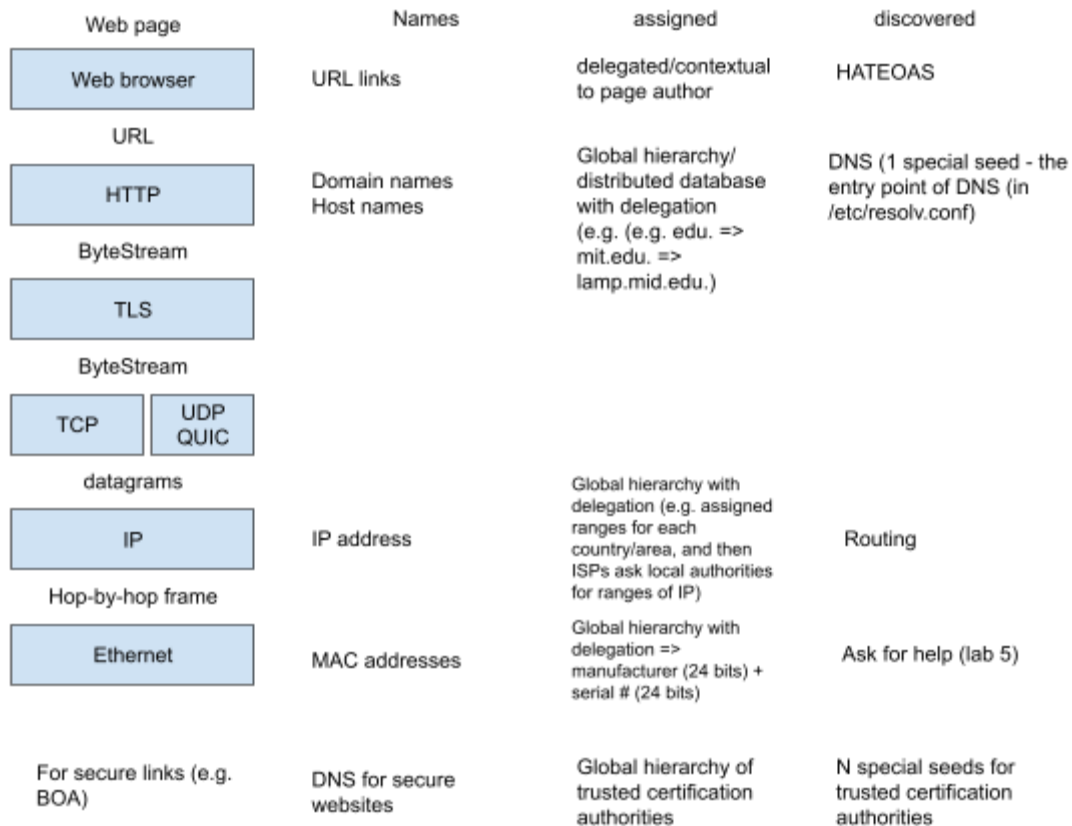 Web page
Names
assigned
discovered
Web browser
URL links
delegated/contextual
to page author
HATEOAS
URL
HTTP
Domain names
Host names
Global hierarchy/
distributed database
with delegation
(e.g. (e.g. edu. =>
mit.edu. =>
lamp.mid.edu.)
DNS (1 special seed - the
entry point of DNS (in
/etc/resolv.conf)
ByteStream
TLS
ByteStream
TCP
UDP
QUIC
datagrams
IP
IP address
Global hierarchy with
delegation (e.g. assigned
ranges for each
country/area, and then
ISPs ask local authorities
for ranges of IP)
Routing
Hop-by-hop frame
Ethernet
MAC addresses
Global hierarchy with
delegation =>
manufacturer (24 bits) +
serial # (24 bits)
Ask for help (lab 5)
For secure links (e.g.
BOA)
DNS for secure
websites
Global hierarchy of
trusted certification
authorities
N special seeds for
trusted certification
authorities